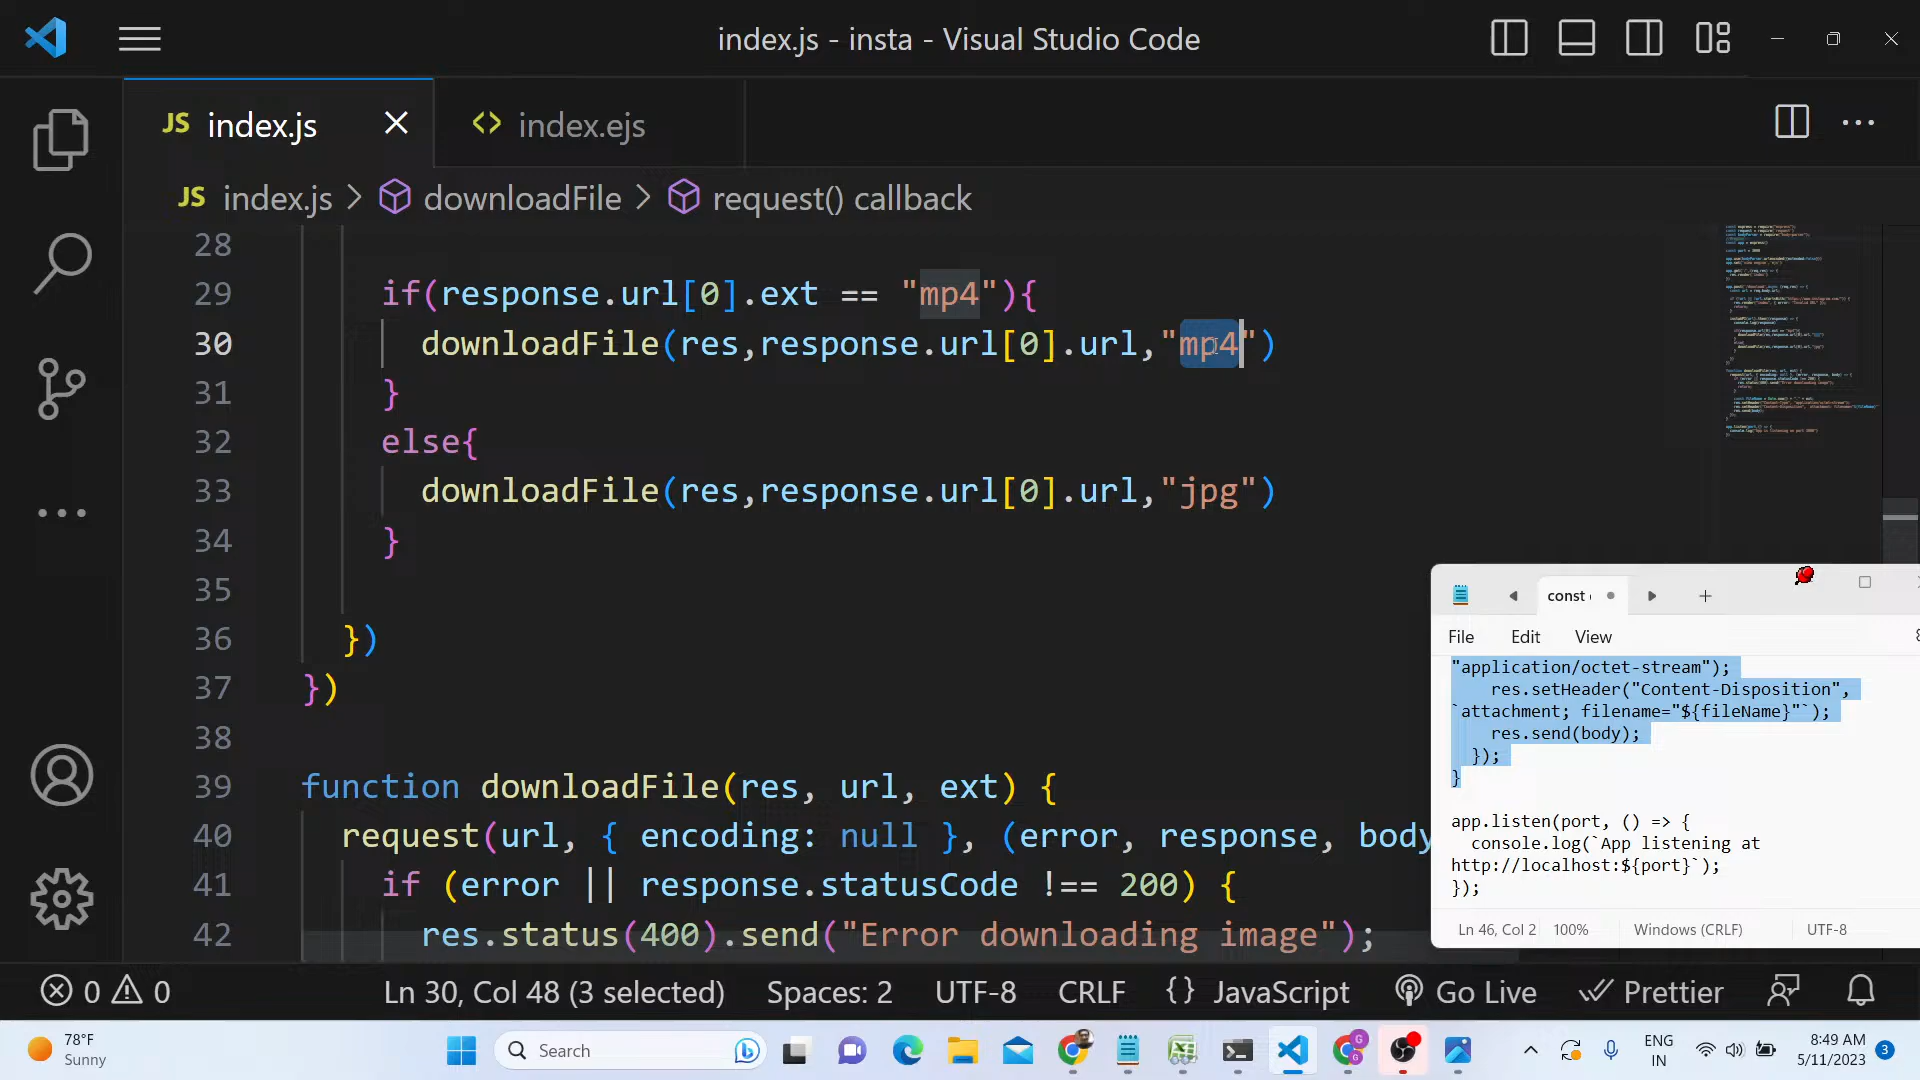 index.js - insta - Visual Studio Code
JS index.js
index.ejs
JS index.js > downloadFile > request() callback
28
29 if(response.url[0].ext == "mp4"){
30 downloadFile(res,response.url[0].url,"mp4")
31 }
32 else{
33 downloadFile(res,response.url[0].url,"jpg")
34 }
35
36 })
37 })
38
39 function downloadFile(res, url, ext) {
40 request(url, { encoding: null }, (error, response, body
41 if (error || response.statusCode !== 200) {
42 res.status(400).send("Error downloading image");
const
File Edit View
"application/octet-stream");
res.setHeader("Content-Disposition",
`attachment; filename="${fileName}"`);
res.send(body);
});
}
app.listen(port, () => {
console.log(`App listening at
http://localhost:${port}`);
});
Ln 46, Col 2 100% Windows (CRLF) UTF-8
0 0 Ln 30, Col 48 (3 selected) Spaces: 2 UTF-8 CRLF {} JavaScript Go Live Prettier
78°F
Sunny
Search
ENG
IN
8:49 AM
5/11/2023
3